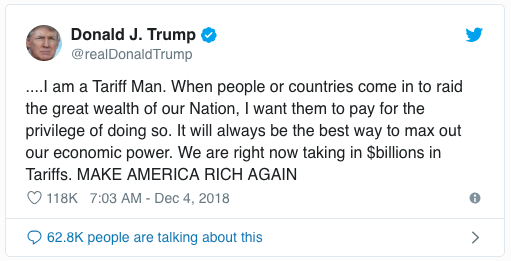 Donald J. Trump
@realDonaldTrump
....I am a Tariff Man. When people or countries come in to raid
the great wealth of our Nation, I want them to pay for the
privilege of doing so. It will always be the best way to max out
our economic power. We are right now taking in $billions in
Tariffs. MAKE AMERICA RICH AGAIN
118K 7:03 AM - Dec 4, 2018
62.8K people are talking about this